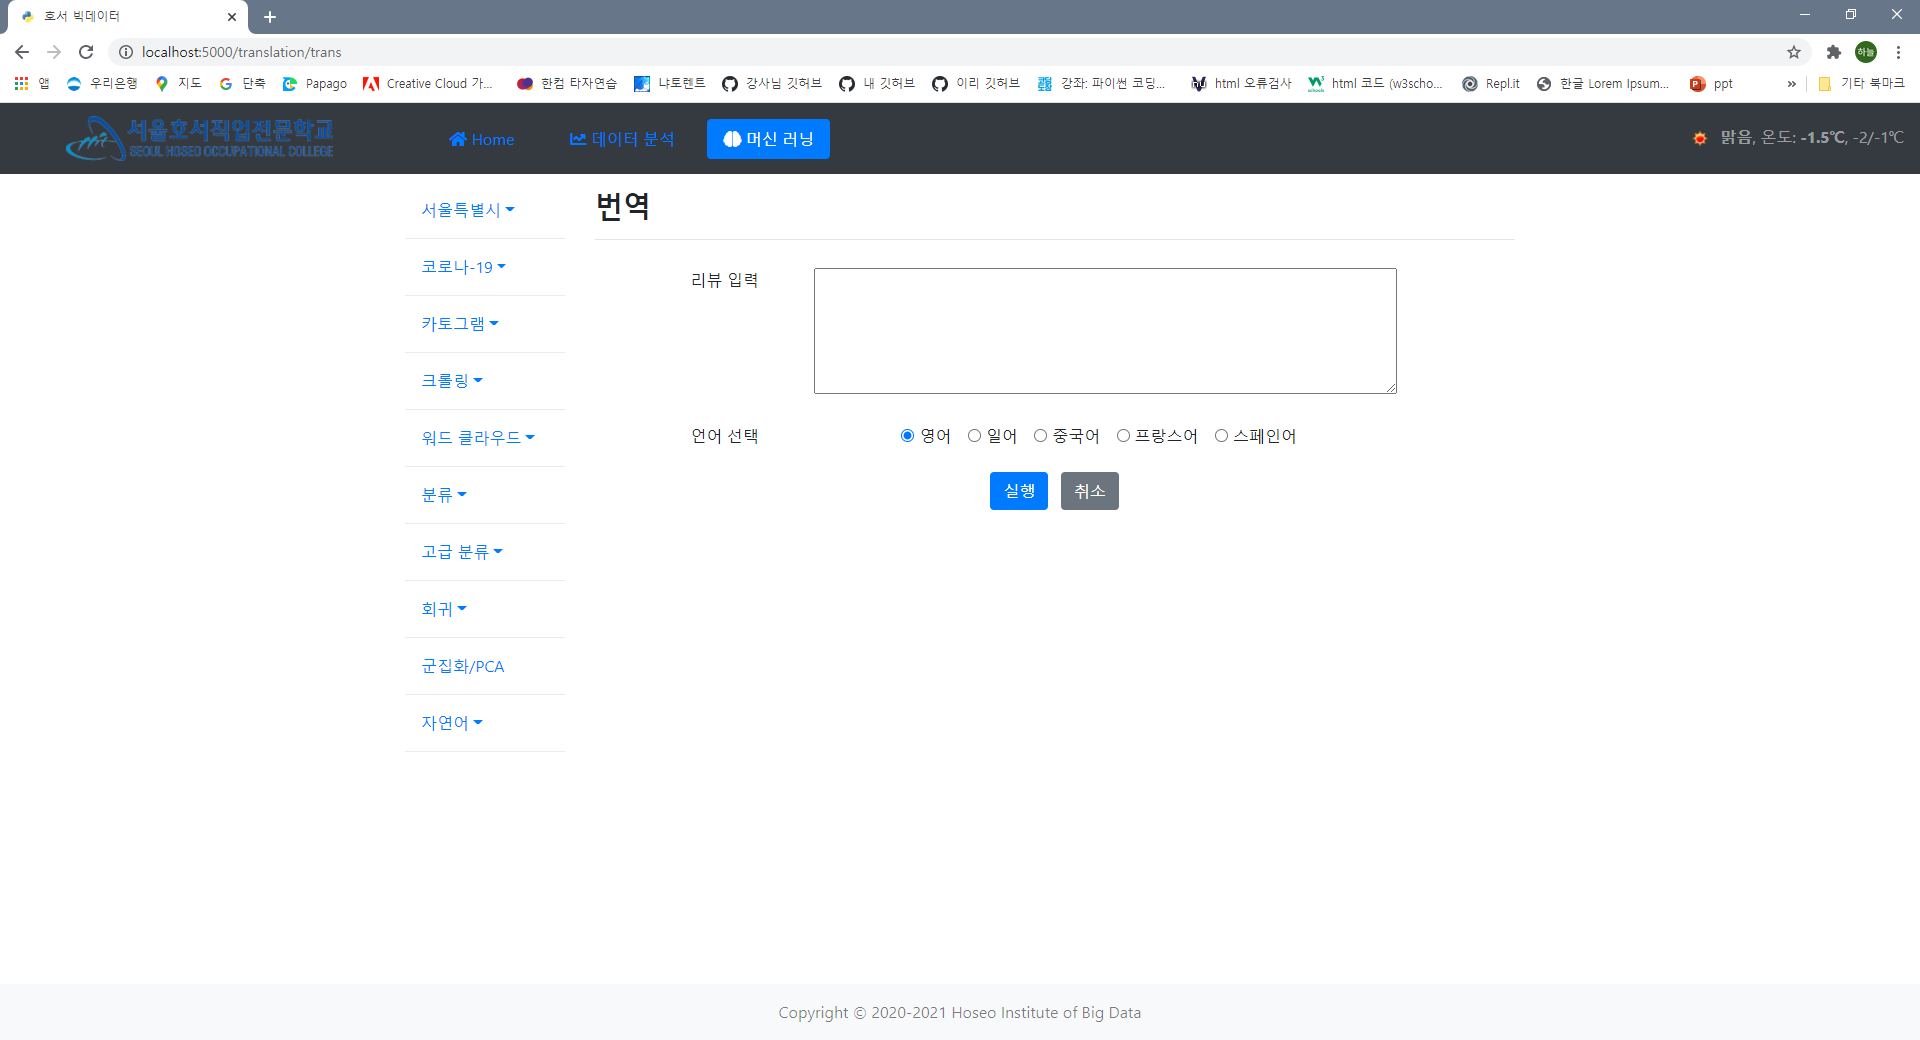 호서 빅데이터
localhost:5000/translation/trans
하늘
앱 우리은행 지도 단축 Papago Creative Cloud 가... 한컴 타자연습 냐토렌트 강사님 깃허브 내 깃허브 이리 깃허브 강좌: 파이썬 코딩... html 오류검사 html 코드 (w3scho... Repl.it 한글 Lorem Ipsum... ppt » 기타 북마크
서울호서직업전문학교
SEOUL HOSEO OCCUPATIONAL COLLEGE
Home 데이터 분석 머신 러닝 맑음, 온도: -1.5℃, -2/-1℃
서울특별시
코로나-19
카토그램
크롤링
워드 클라우드
분류
고급 분류
회귀
군집화/PCA
자연어
번역
리뷰 입력
언어 선택 영어 일어 중국어 프랑스어 스페인어
실행 취소
Copyright © 2020-2021 Hoseo Institute of Big Data